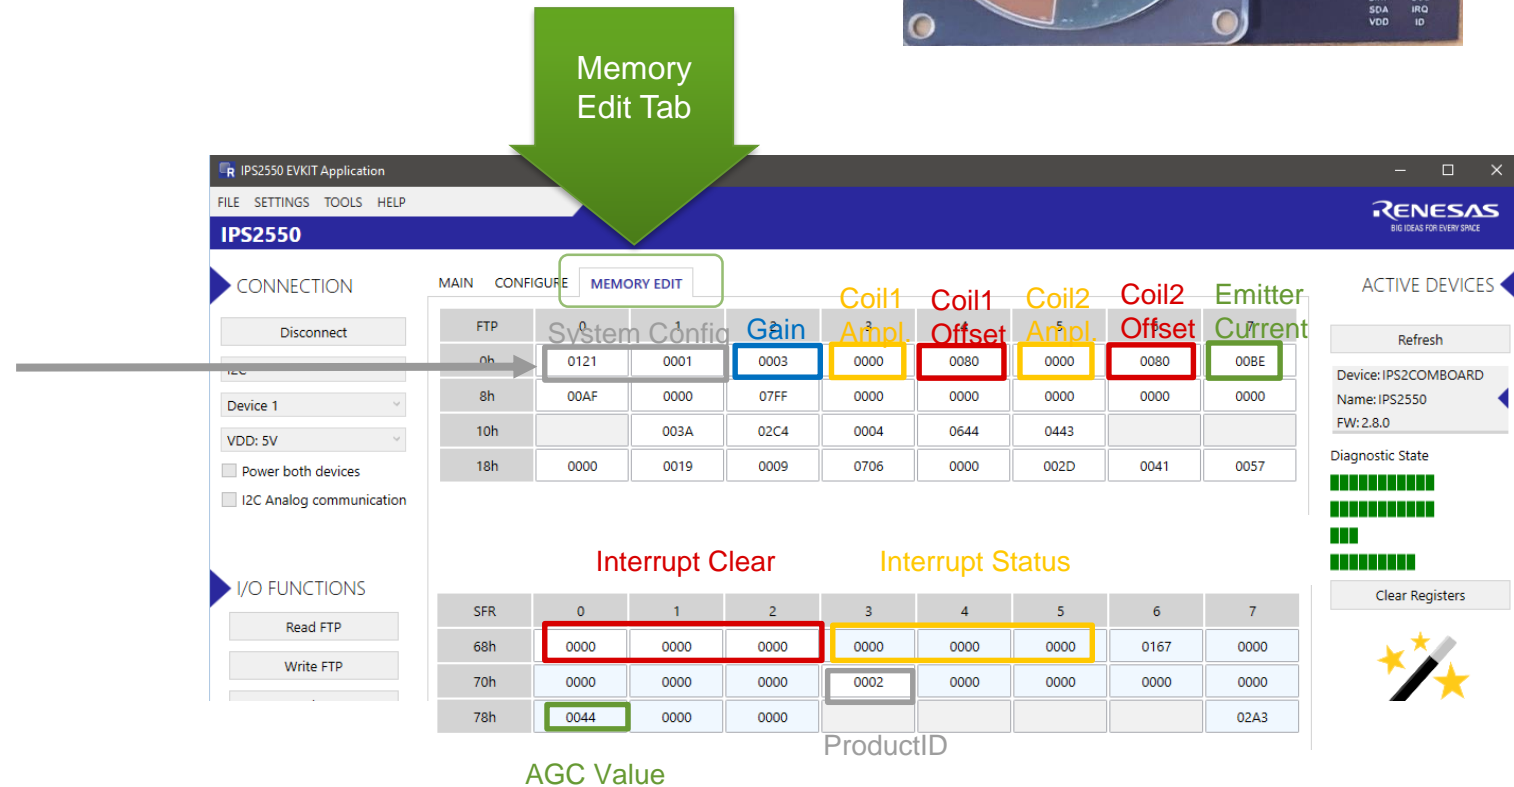 SDA IRQ
VDD ID
Memory
Edit Tab
IPS2550 EVKIT Application
FILE SETTINGS TOOLS HELP
RENESAS
BIG IDEAS FOR EVERY SPACE
IPS2550
CONNECTION
MAIN CONFIGURE MEMORY EDIT
ACTIVE DEVICES
Coil1 Ampl.
Coil1 Offset
Coil2 Ampl.
Coil2 Offset
Emitter Current
System Config
Gain
Disconnect
FTP 0 1 2 3 4 5 6 7
Refresh
I2C
0h 0121 0001 0003 0000 0080 0000 0080 00BE
Device: IPS2COMBOARD
Device 1
8h 00AF 0000 07FF 0000 0000 0000 0000 0000
Name: IPS2550
VDD: 5V
10h 003A 02C4 0004 0644 0443
FW: 2.8.0
Power both devices
18h 0000 0019 0009 0706 0000 002D 0041 0057
Diagnostic State
I2C Analog communication
Interrupt Clear
Interrupt Status
I/O FUNCTIONS
SFR 0 1 2 3 4 5 6 7
Clear Registers
Read FTP
68h 0000 0000 0000 0000 0000 0000 0167 0000
Write FTP
70h 0000 0000 0000 0002 0000 0000 0000 0000
78h 0044 0000 0000 02A3
ProductID
AGC Value